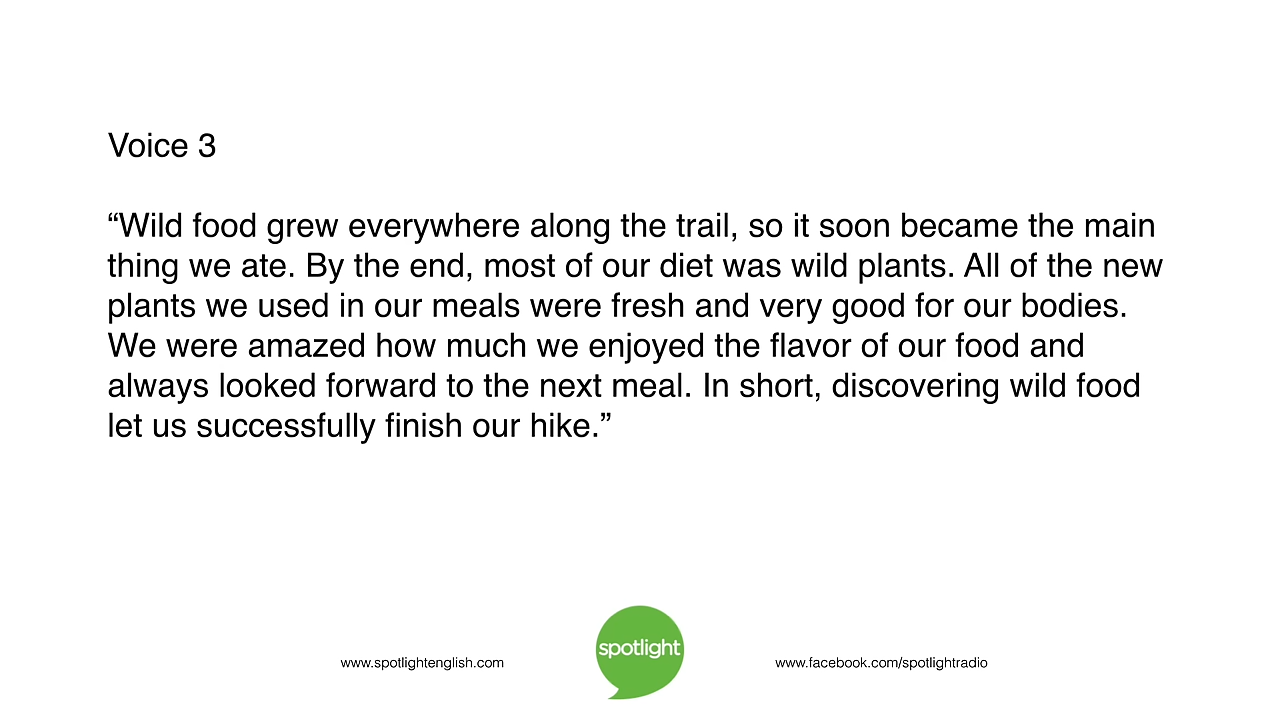 Voice 3
“Wild food grew everywhere along the trail, so it soon became the main
thing we ate. By the end, most of our diet was wild plants. All of the new
plants we used in our meals were fresh and very good for our bodies.
We were amazed how much we enjoyed the flavor of our food and
always looked forward to the next meal. In short, discovering wild food
let us successfully finish our hike.”
spotlight
www.spotlightenglish.com
www.facebook.com/spotlightradio